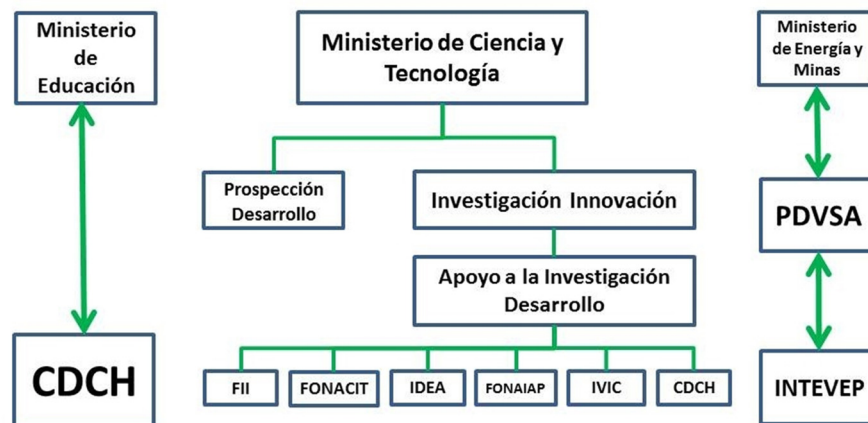 Ministerio
de
Educación
Ministerio de Ciencia y
Tecnología
Ministerio
de Energía y
Minas
Prospección
Desarrollo
Investigación Innovación
PDVSA
Apoyo a la Investigación
Desarrollo
CDCH
FII
FONACIT
IDEA
FONAIAP
IVIC
CDCH
INTEVEP